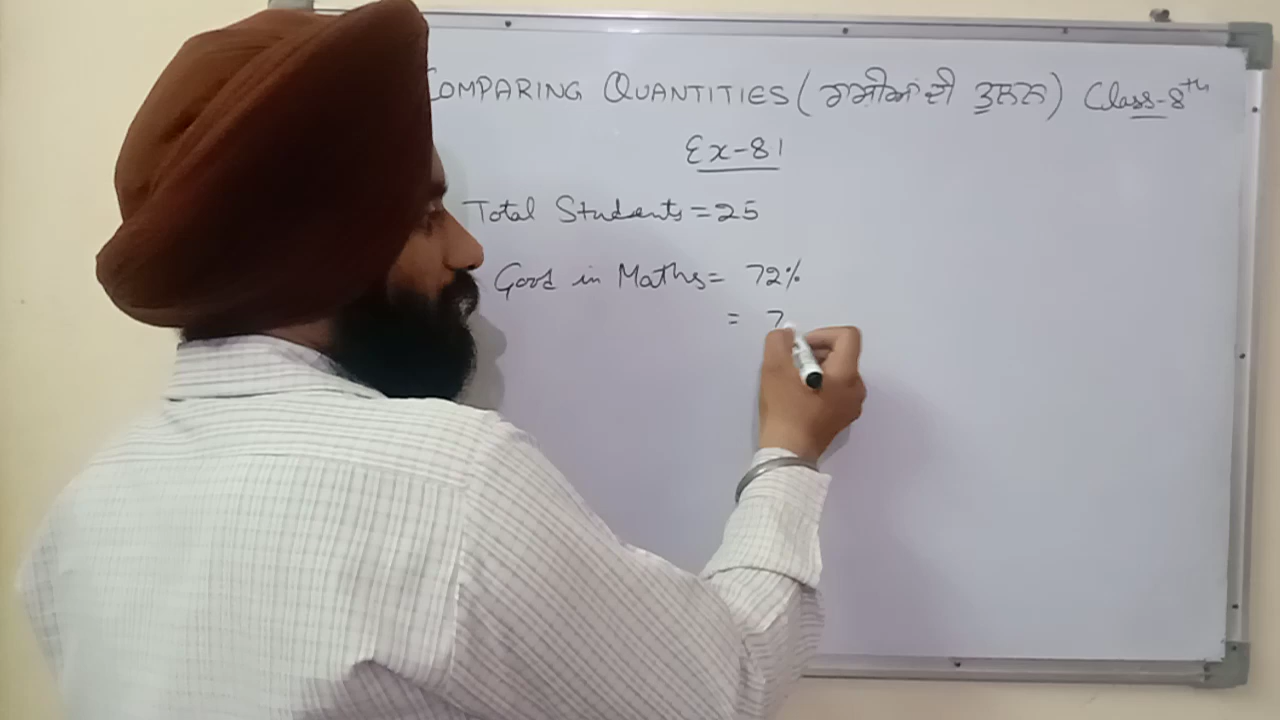 COMPARING QUANTITIES (ਰਾਸ਼ੀਆਂ ਦੀ ਤੁਲਨਾ) Class-8th
Ex-8.1
Total Students = 25
Good in Maths = 72%
= 7